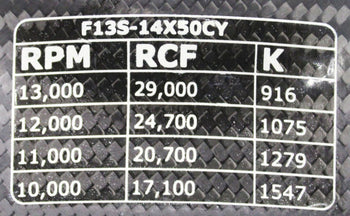 F13S-14X50CY
RPM RCF K
13,000 29,000 916
12,000 24,700 1075
11,000 20,700 1279
10,000 17,100 1547